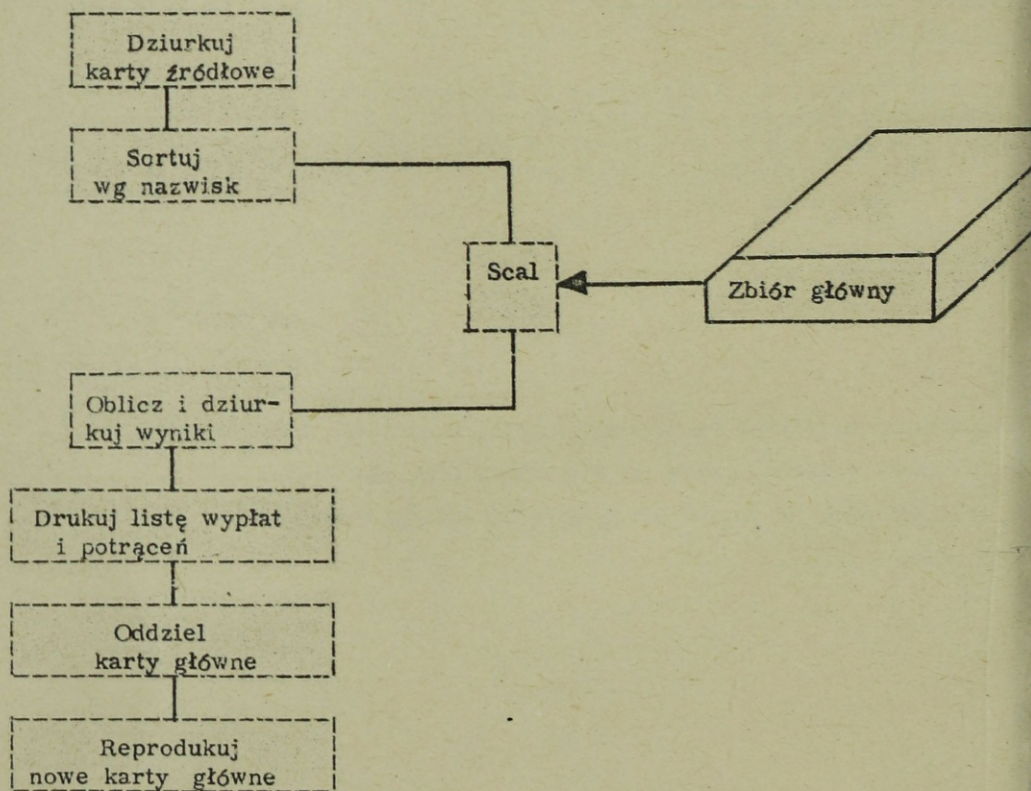 Dziurkuj
karty źródłowe
Sortuj
wg nazwisk
Scal
Zbiór główny
Oblicz i dziur-
kuj wyniki
Drukuj listę wypłat
i potrąceń
Oddziel
karty główne
Reprodukuj
nowe karty główne